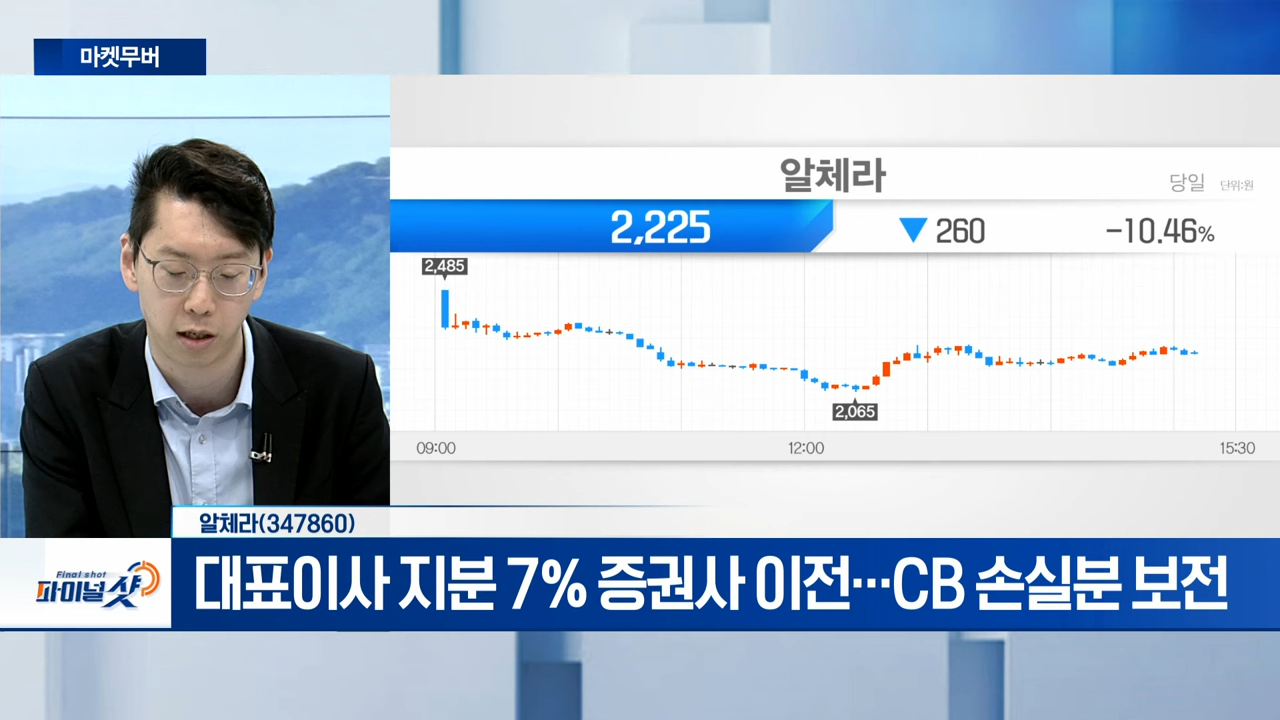 마켓무버
알체라
당일 단위:원
2,225 ▼ 260 -10.46%
2,485
2,065
09:00 12:00 15:30
알체라(347860)
Final shot
파이널샷
대표이사 지분 7% 증권사 이전…CB 손실분 보전